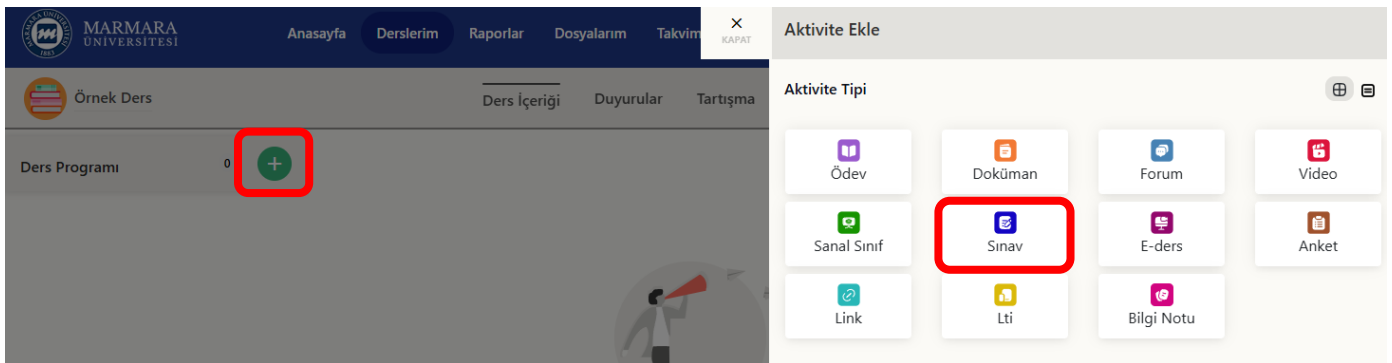 MARMARA
ÜNİVERSİTESİ
Anasayfa Derslerim Raporlar Dosyalarım Takvim
KAPAT
Aktivite Ekle
Örnek Ders
Ders İçeriği Duyurular Tartışma
Aktivite Tipi
Ders Programı 0
Ödev Doküman Forum Video
Sanal Sınıf Sınav E-ders Anket
Link Lti Bilgi Notu